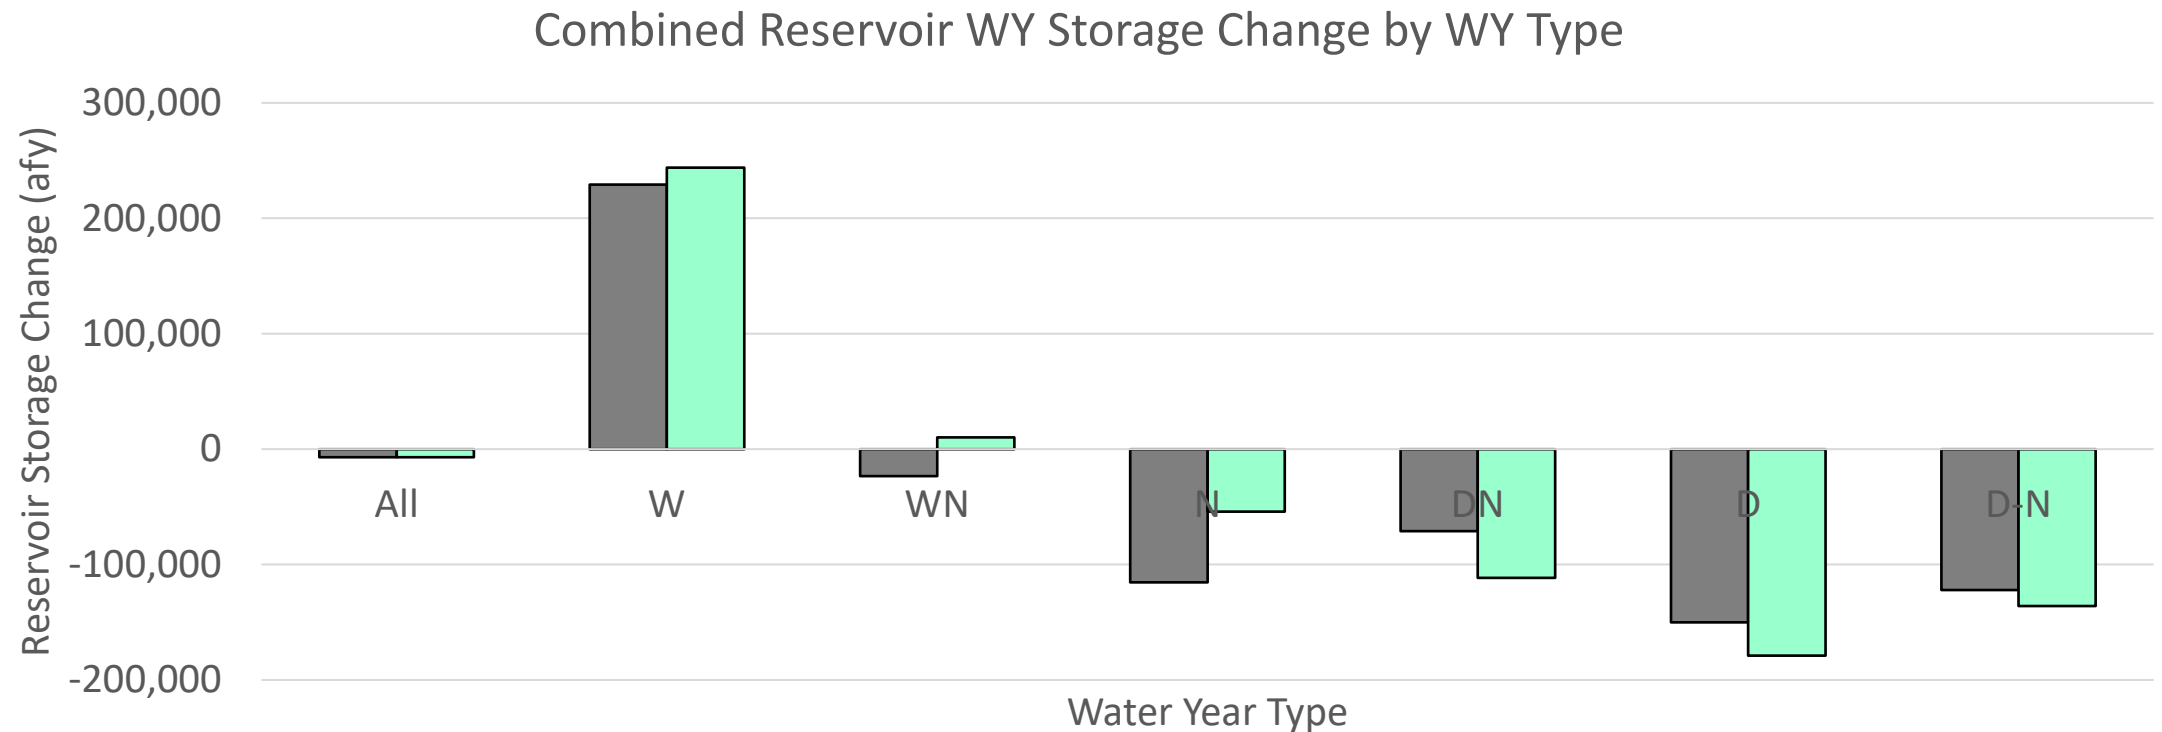 Combined Reservoir WY Storage Change by WY Type
Reservoir Storage Change (afy)
300,000
200,000
100,000
0
-100,000
-200,000
All W WN N DN D D-N
Water Year Type